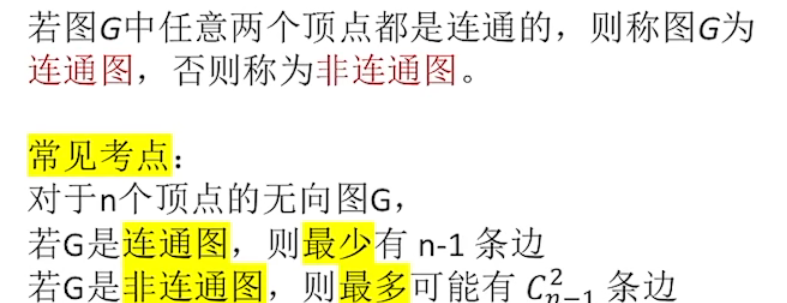 若图G中任意两个顶点都是连通的，则称图G为
连通图，否则称为非连通图。
常见考点：
对于n个顶点的无向图G，
若G是连通图，则最少有 n-1 条边
若G是非连通图，则最多可能有 $C_{n-1}^{2}$ 条边